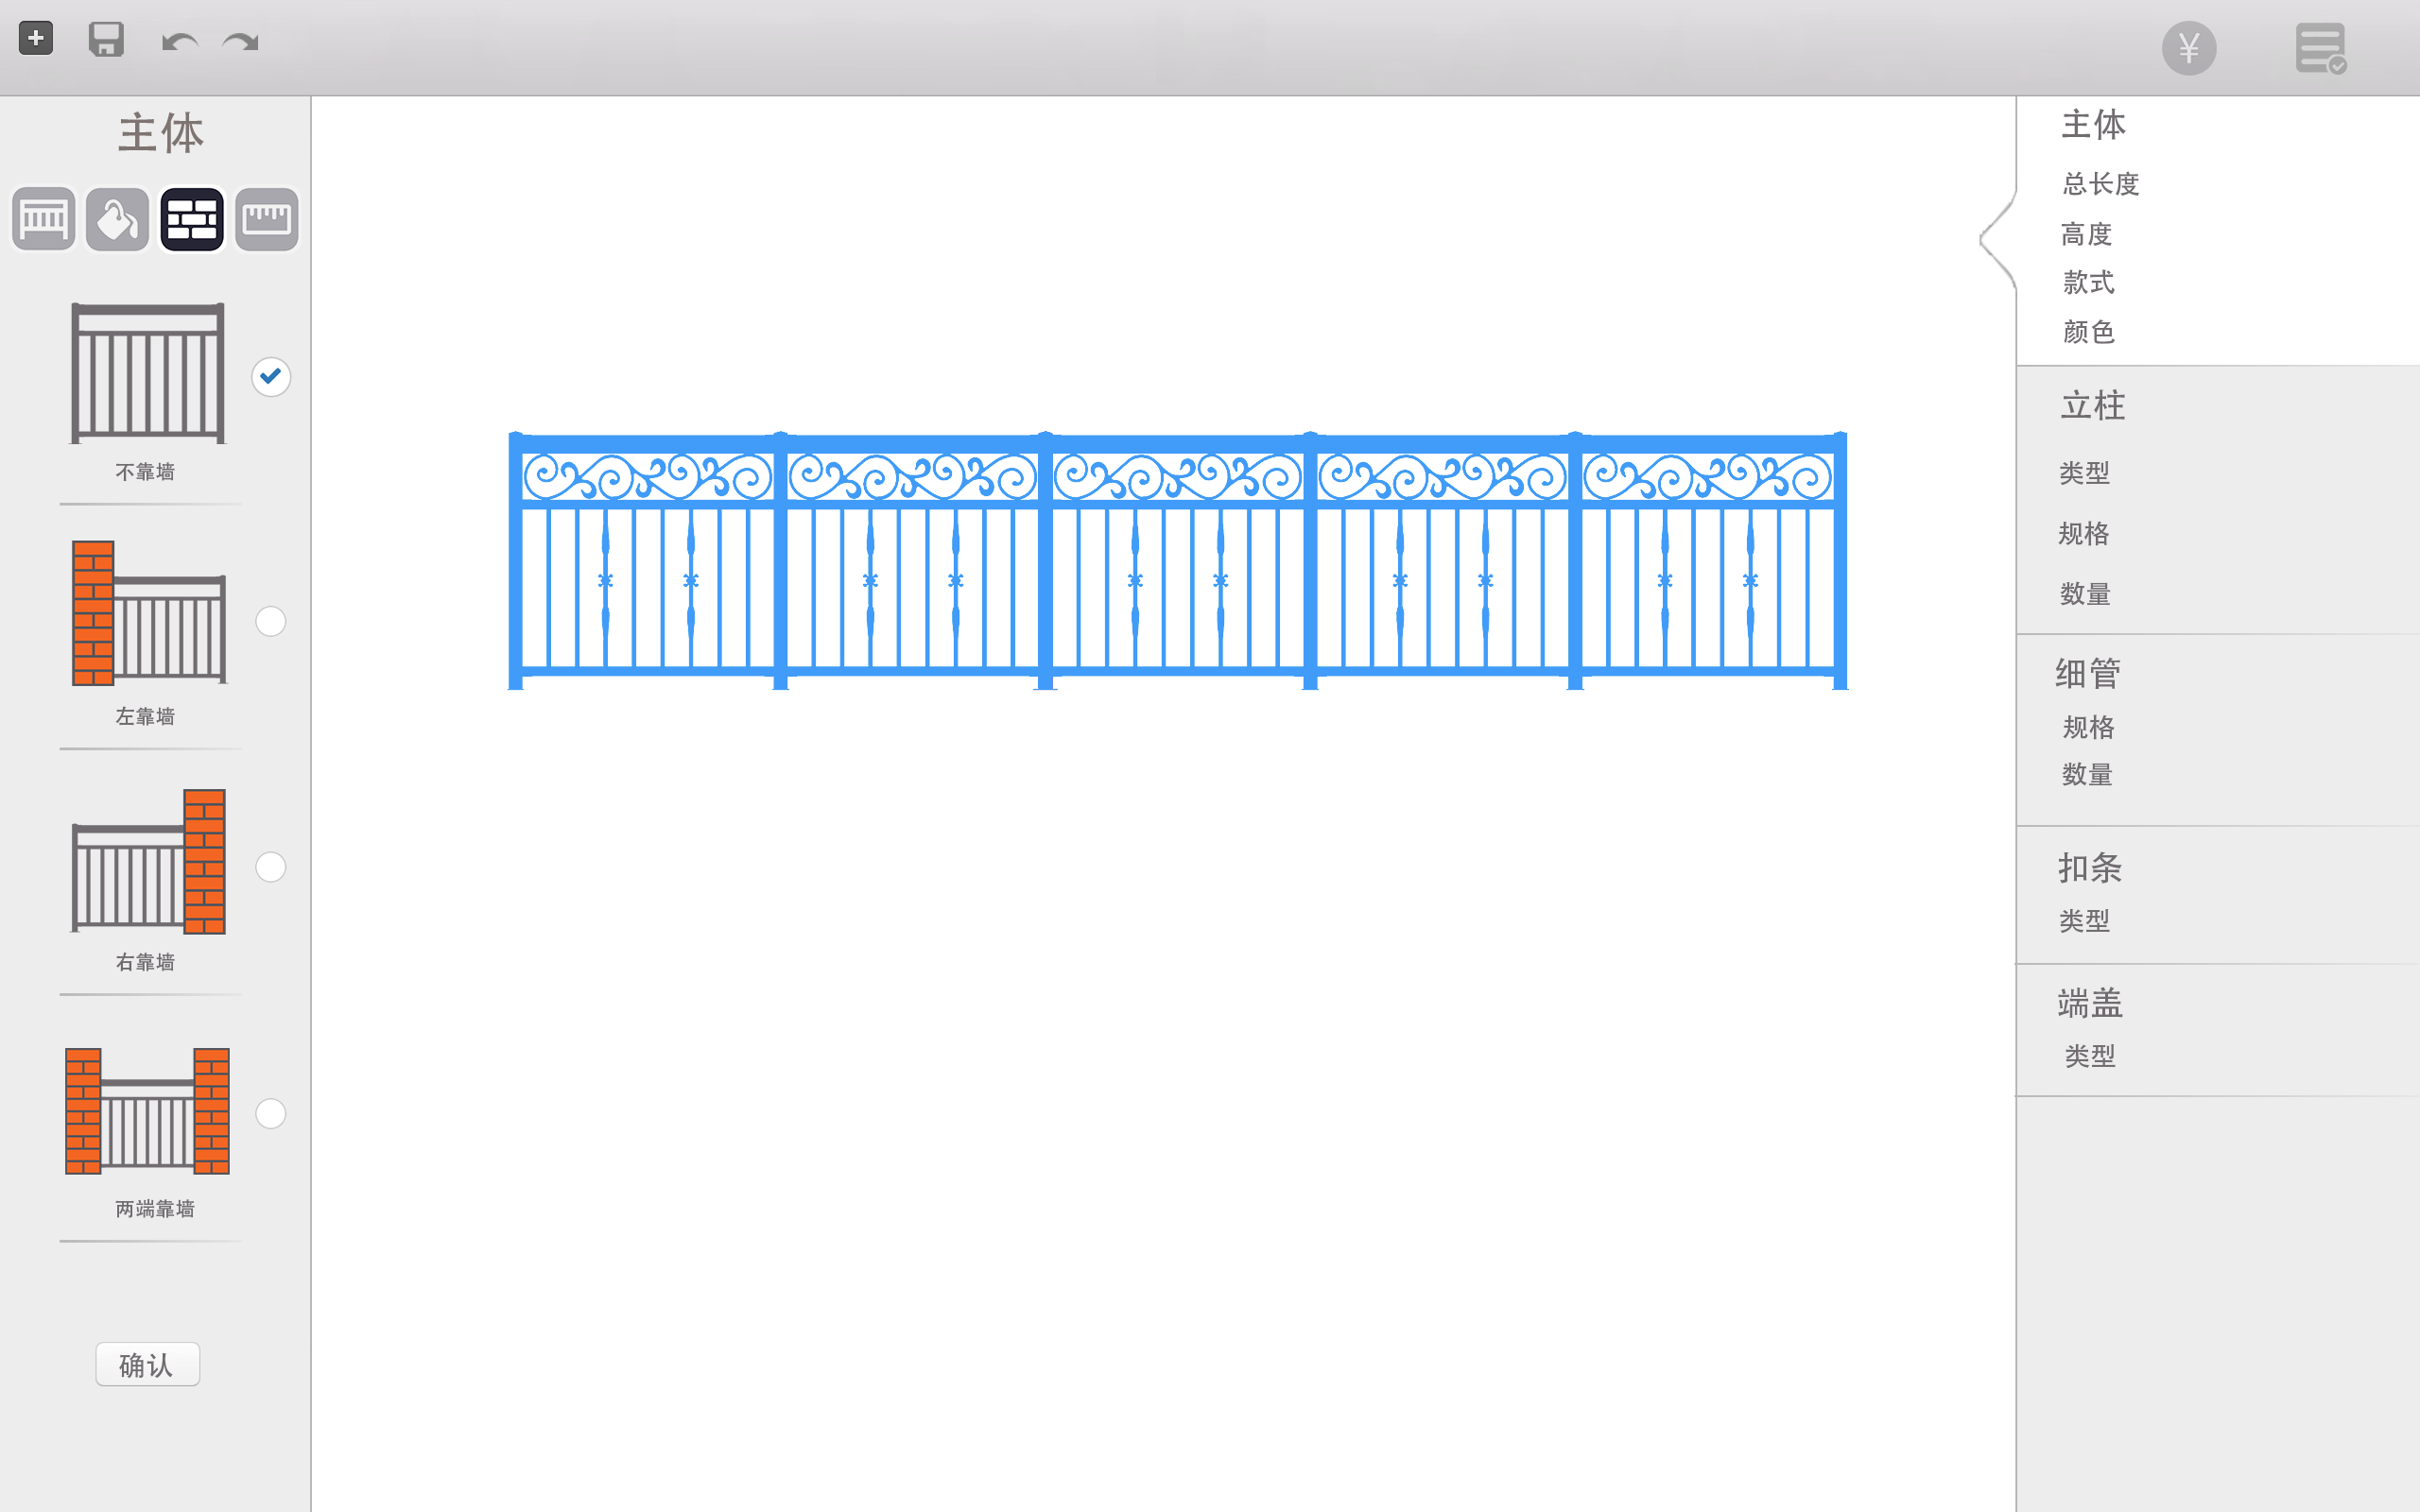 ¥
主体
不靠墙
左靠墙
右靠墙
两端靠墙
确认
主体
总长度
高度
款式
颜色
立柱
类型
规格
数量
细管
规格
数量
扣条
类型
端盖
类型